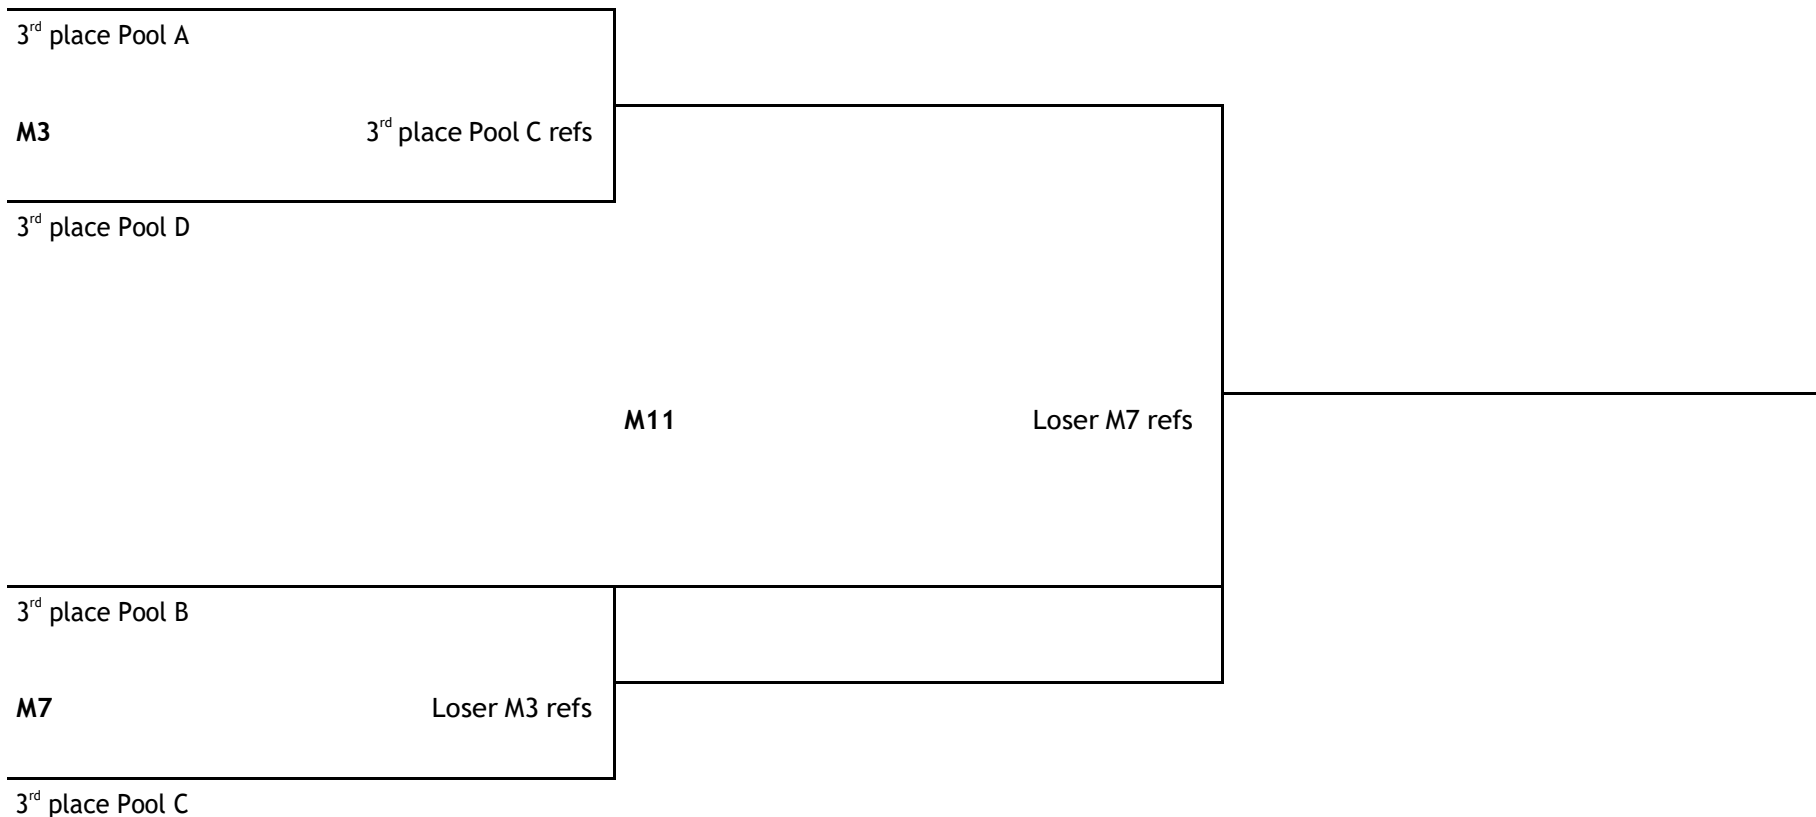 3rd place Pool A
M3 3rd place Pool C refs
3rd place Pool D
M11 Loser M7 refs
3rd place Pool B
M7 Loser M3 refs
3rd place Pool C